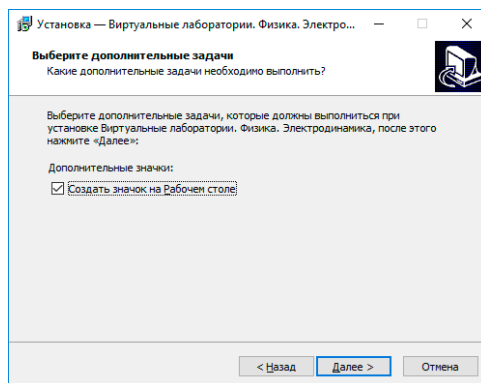 Установка — Виртуальные лаборатории. Физика. Электро...
Выберите дополнительные задачи
Какие дополнительные задачи необходимо выполнить?
Выберите дополнительные задачи, которые должны выполниться при
установке Виртуальные лаборатории. Физика. Электродинамика, после этого
нажмите «Далее»:
Дополнительные значки:
Создать значок на Рабочем столе
< Назад Далее > Отмена